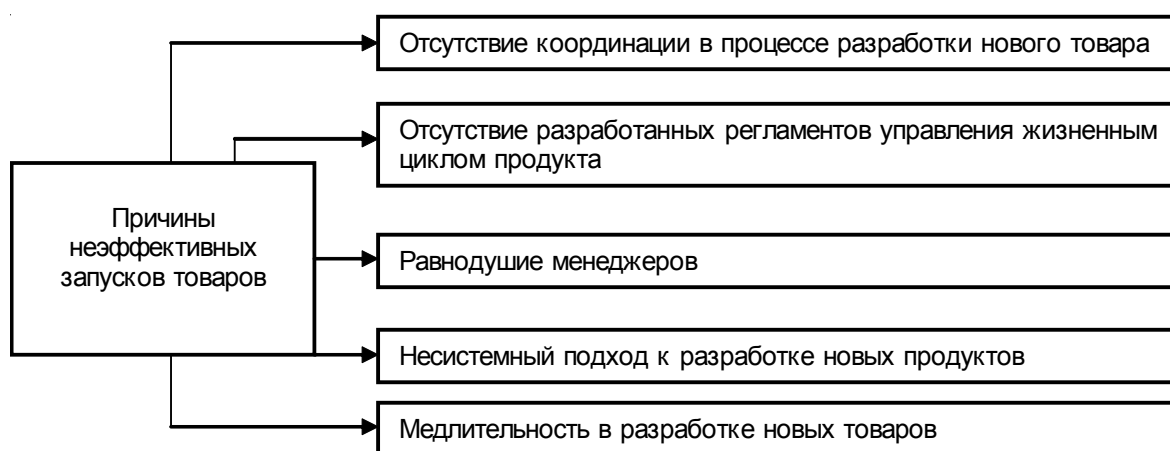 Отсутствие координации в процессе разработки нового товара
Отсутствие разработанных регламентов управления жизненным
циклом продукта
Причины
неэффективных
запусков товаров
Равнодушие менеджеров
Несистемный подход к разработке новых продуктов
Медлительность в разработке новых товаров